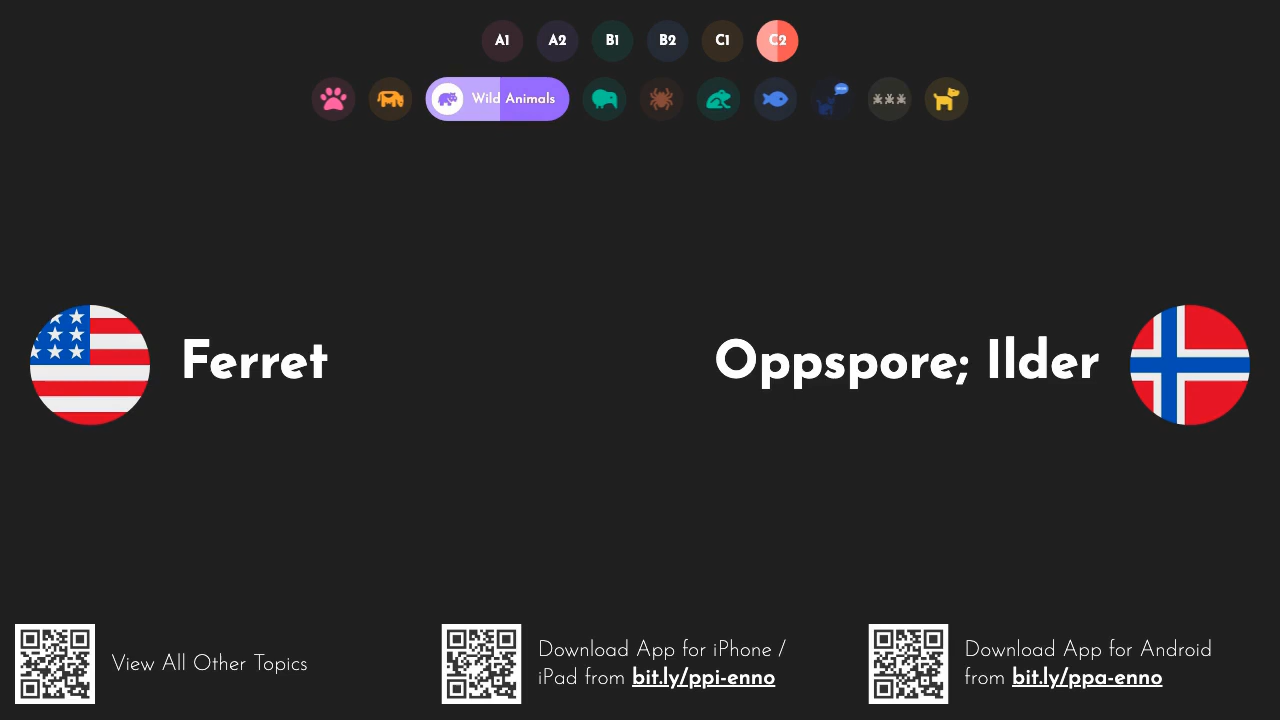 A1 A2 B1 B2 C1 C2
Wild Animals
Ferret
Oppspore; Ilder
View All Other Topics
Download App for iPhone /
iPad from bit.ly/ppi-enno
Download App for Android
from bit.ly/ppa-enno